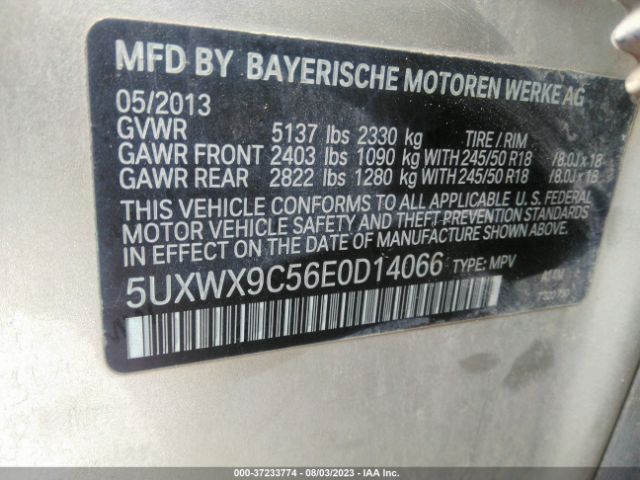 MFD BY BAYERISCHE MOTOREN WERKE AG
05/2013
GVWR 5137 lbs 2330 kg TIRE / RIM
GAWR FRONT 2403 lbs 1090 kg WITH 245/50 R18 /8.0J x 18
GAWR REAR 2822 lbs 1280 kg WITH 245/50 R18 /8.0J x 18
THIS VEHICLE CONFORMS TO ALL APPLICABLE U. S. FEDERAL
MOTOR VEHICLE SAFETY AND THEFT PREVENTION STANDARDS
IN EFFECT ON THE DATE OF MANUFACTURE SHOWN ABOVE.
5UXWX9C56E0D14066 TYPE: MPV
000-37233774 - 08/03/2023 - IAA Inc.